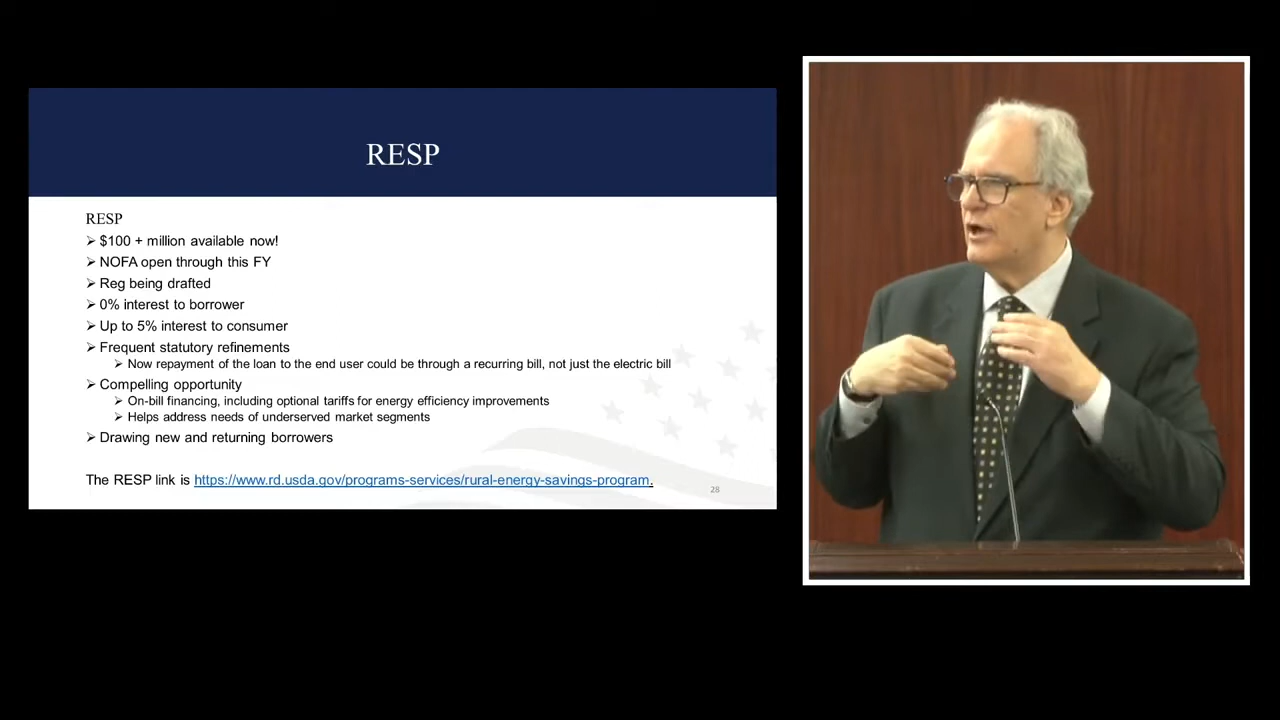 RESP
RESP
➢ $100 + million available now!
➢ NOFA open through this FY
➢ Reg being drafted
➢ 0% interest to borrower
➢ Up to 5% interest to consumer
➢ Frequent statutory refinements
➢ Now repayment of the loan to the end user could be through a recurring bill, not just the electric bill
➢ Compelling opportunity
➢ On-bill financing, including optional tariffs for energy efficiency improvements
➢ Helps address needs of underserved market segments
➢ Drawing new and returning borrowers
The RESP link is https://www.rd.usda.gov/programs-services/rural-energy-savings-program.
28